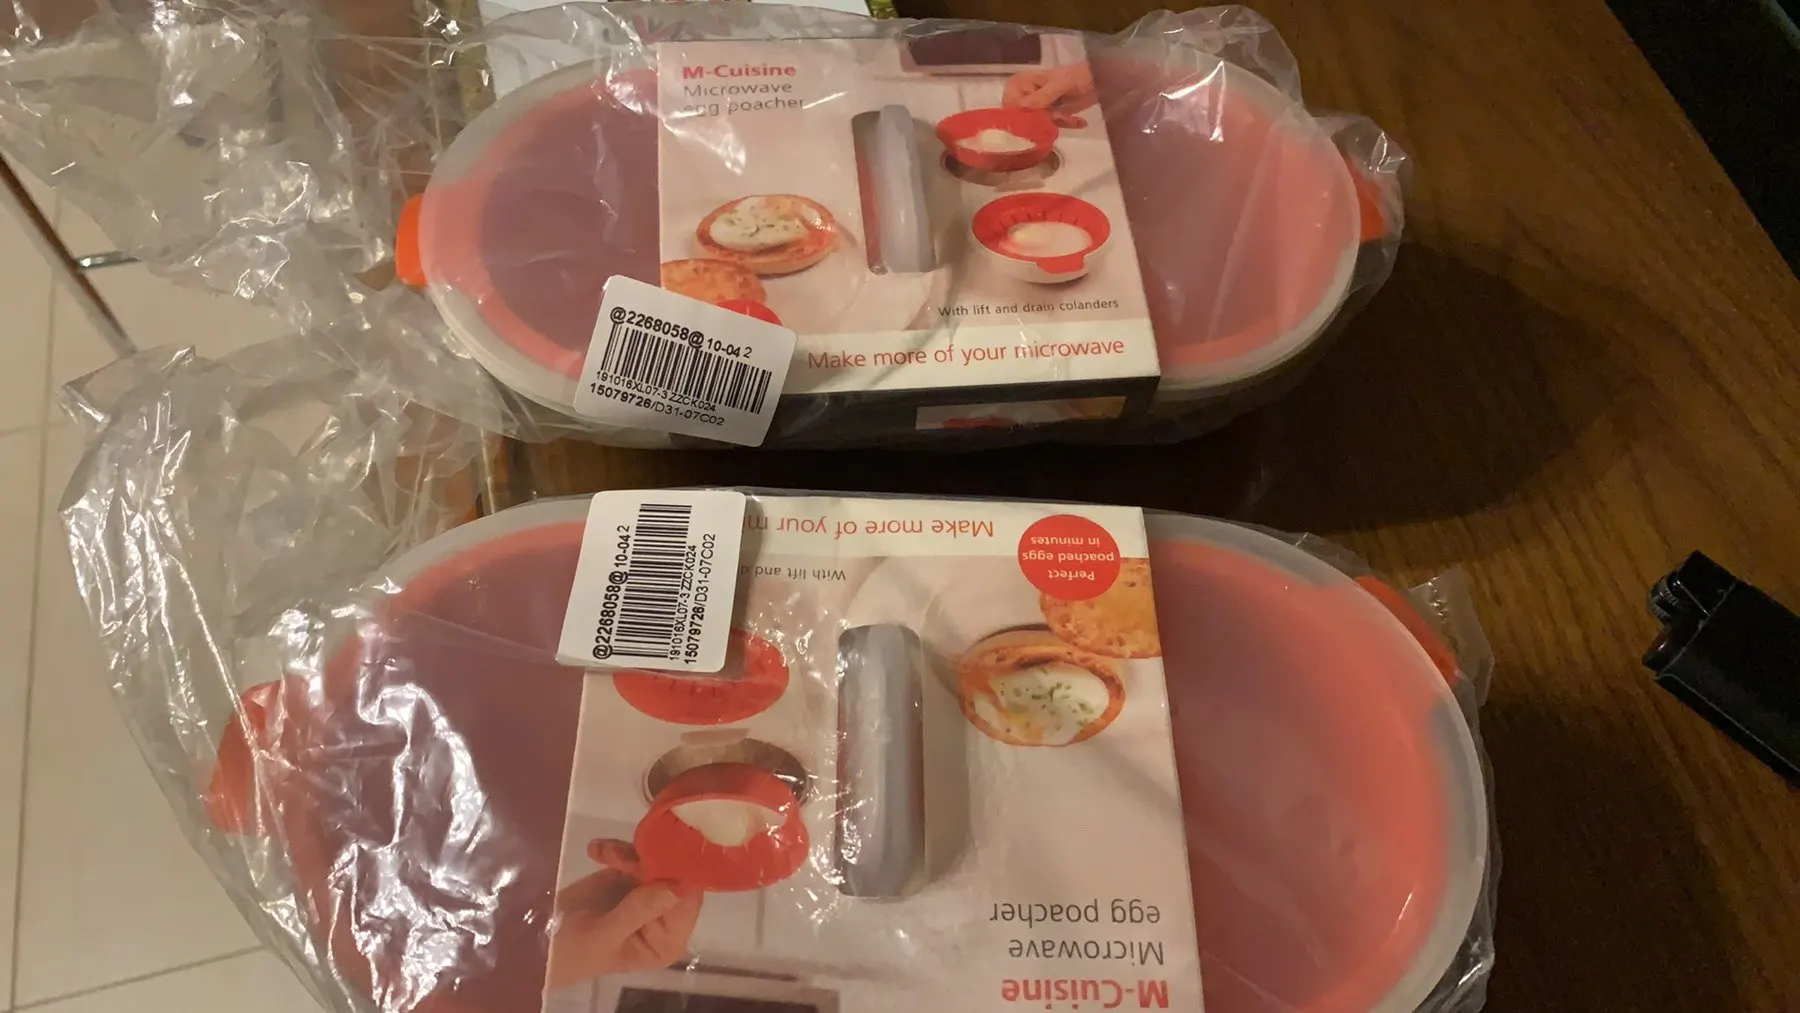 M-Cuisine
Microwave
egg poacher
With lift and drain colanders
Make more of your microwave
@2268058@ 10-04 2
191016XL07-3 ZZCK024
15079726/D31-07C02
@2268058@ 10-04 2
191016XL07-3 ZZCK024
15079726/D31-07C02
Make more of your m
With lift and d
Perfect
poached eggs
in minutes
M-Cuisine
Microwave
egg poacher